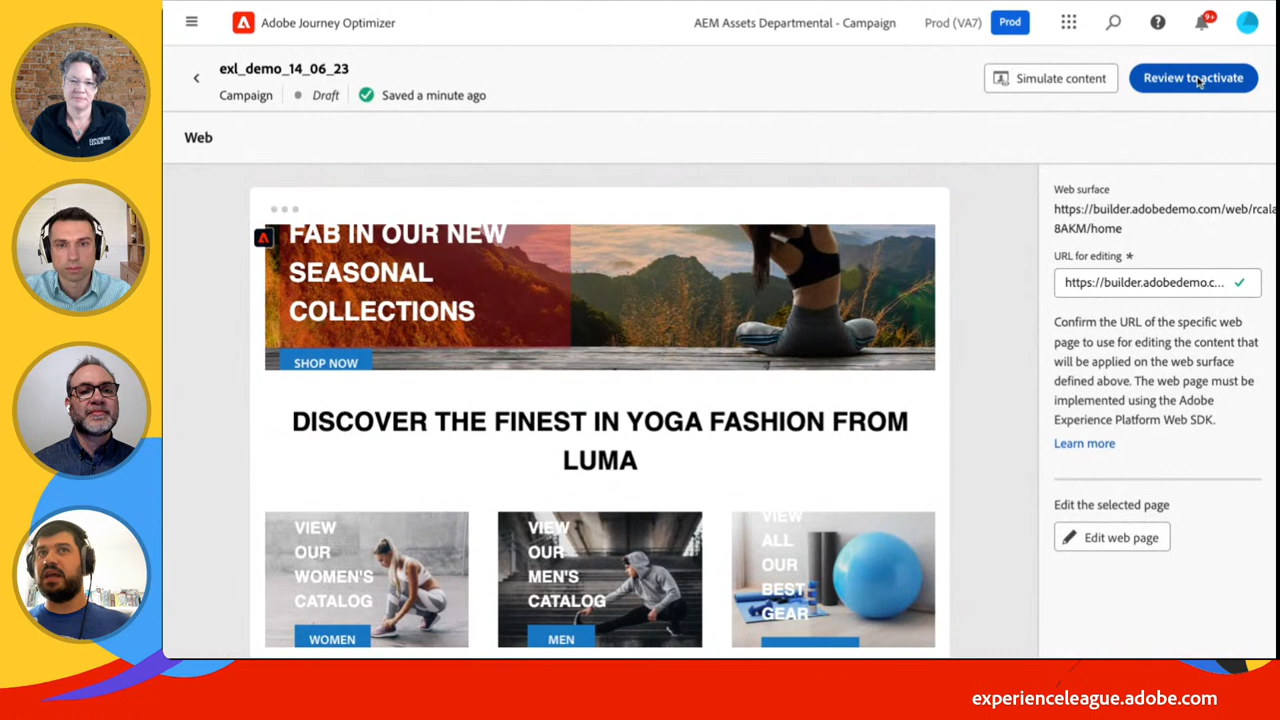 Adobe Journey Optimizer
AEM Assets Departmental - Campaign
Prod (VA7)
Prod
9+
exl_demo_14_06_23
Campaign
Draft
Saved a minute ago
Simulate content
Review to activate
Web
FAB IN OUR NEW
SEASONAL
COLLECTIONS
SHOP NOW
DISCOVER THE FINEST IN YOGA FASHION FROM
LUMA
VIEW
OUR
WOMEN'S
CATALOG
WOMEN
VIEW
OUR
MEN'S
CATALOG
MEN
VIEW
ALL
OUR
BEST
GEAR
Web surface
https://builder.adobedemo.com/web/rcala
8AKM/home
URL for editing *
https://builder.adobedemo.c...
Confirm the URL of the specific web
page to use for editing the content that
will be applied on the web surface
defined above. The web page must be
implemented using the Adobe
Experience Platform Web SDK.
Learn more
Edit the selected page
Edit web page
experienceleague.adobe.com